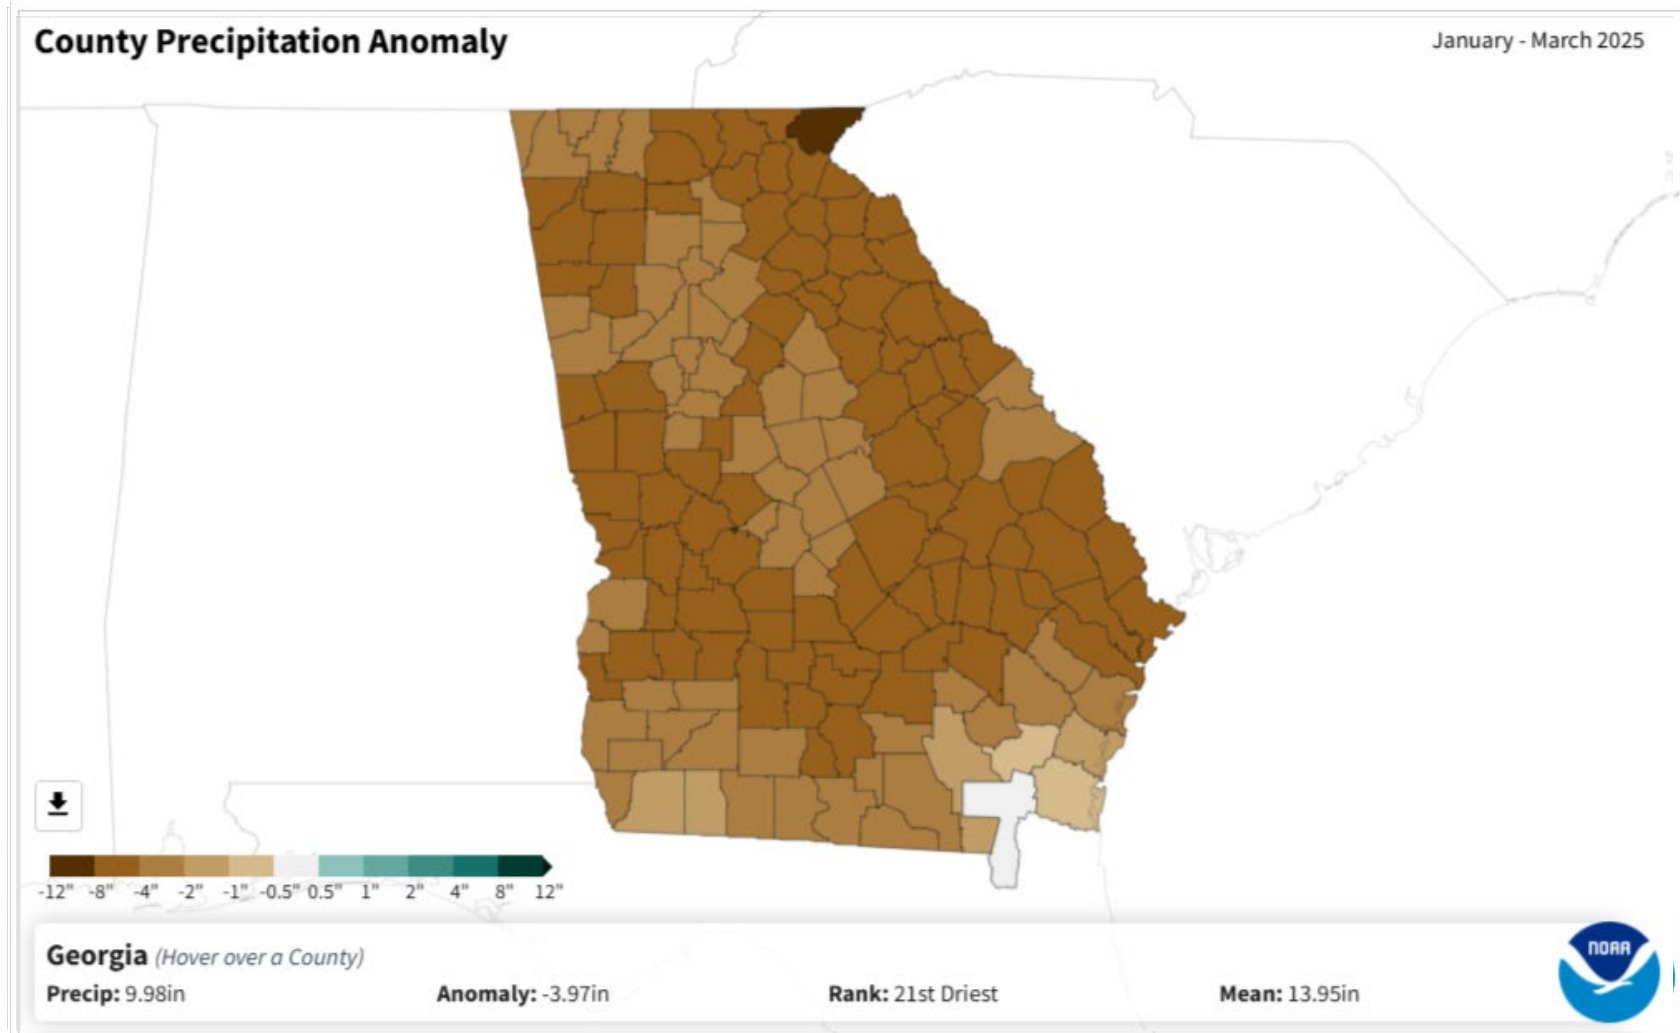 County Precipitation Anomaly
January - March 2025
-12" -8" -4" -2" -1" -0.5" 0.5" 1" 2" 4" 8" 12"
Georgia (Hover over a County)
Precip: 9.98in Anomaly: -3.97in Rank: 21st Driest Mean: 13.95in
NOAA